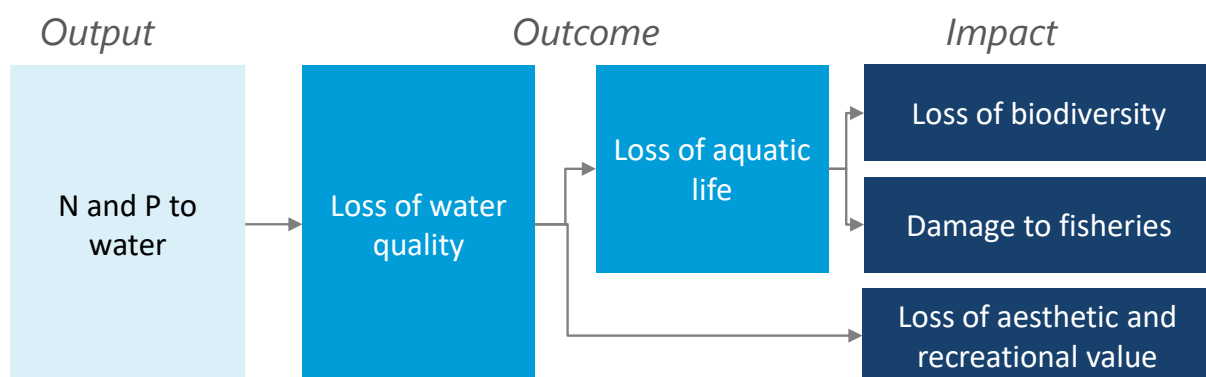 Output
Outcome
Impact
N and P to
water
Loss of water
quality
Loss of aquatic
life
Loss of biodiversity
Damage to fisheries
Loss of aesthetic and
recreational value